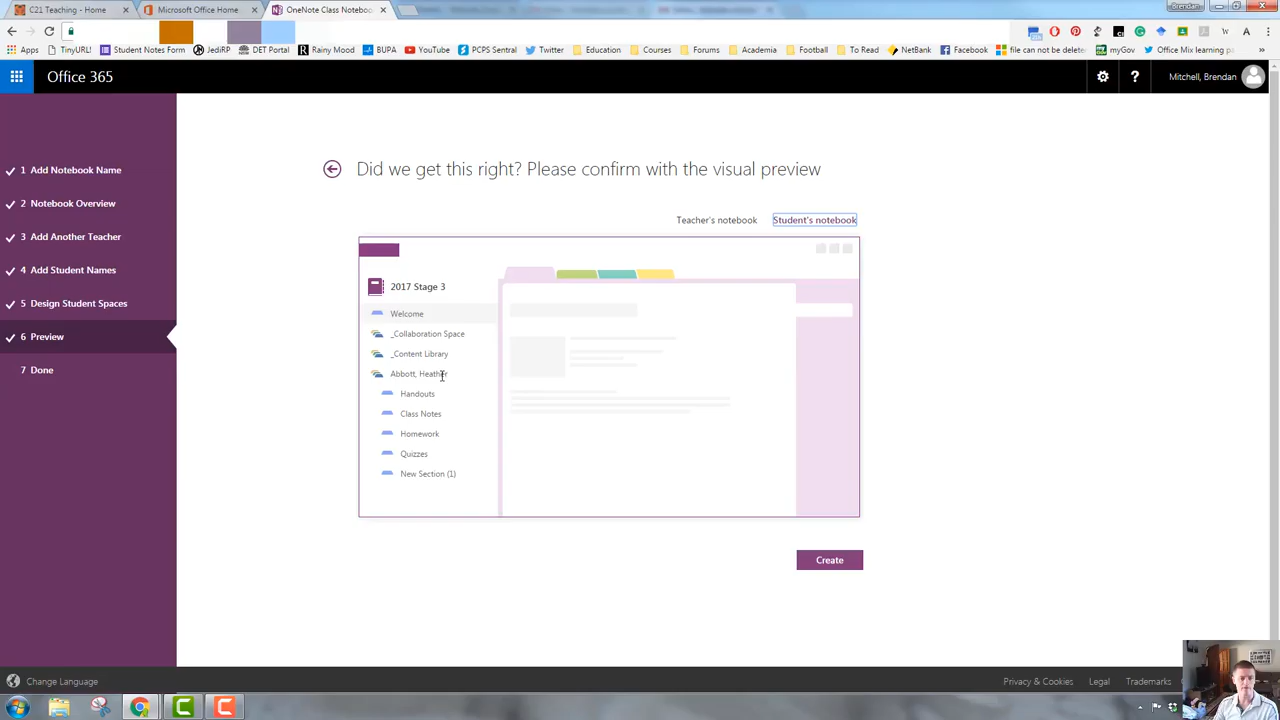 C21 Teaching - Home
Microsoft Office Home
OneNote Class Noteboo
Brendan
Apps TinyURL! Student Notes Form JediRP DET Portal Rainy Mood BUPA YouTube PCPS Sentral Twitter Education Courses Forums Academia Football To Read NetBank Facebook file can not be delete myGov Office Mix learning p
Office 365
Mitchell, Brendan
1 Add Notebook Name
2 Notebook Overview
3 Add Another Teacher
4 Add Student Names
5 Design Student Spaces
6 Preview
7 Done
Did we get this right? Please confirm with the visual preview
Teacher's notebook Student's notebook
2017 Stage 3
Welcome
_Collaboration Space
_Content Library
Abbott, Heather
Handouts
Class Notes
Homework
Quizzes
New Section (1)
Create
Change Language
Privacy & Cookies Legal Trademarks